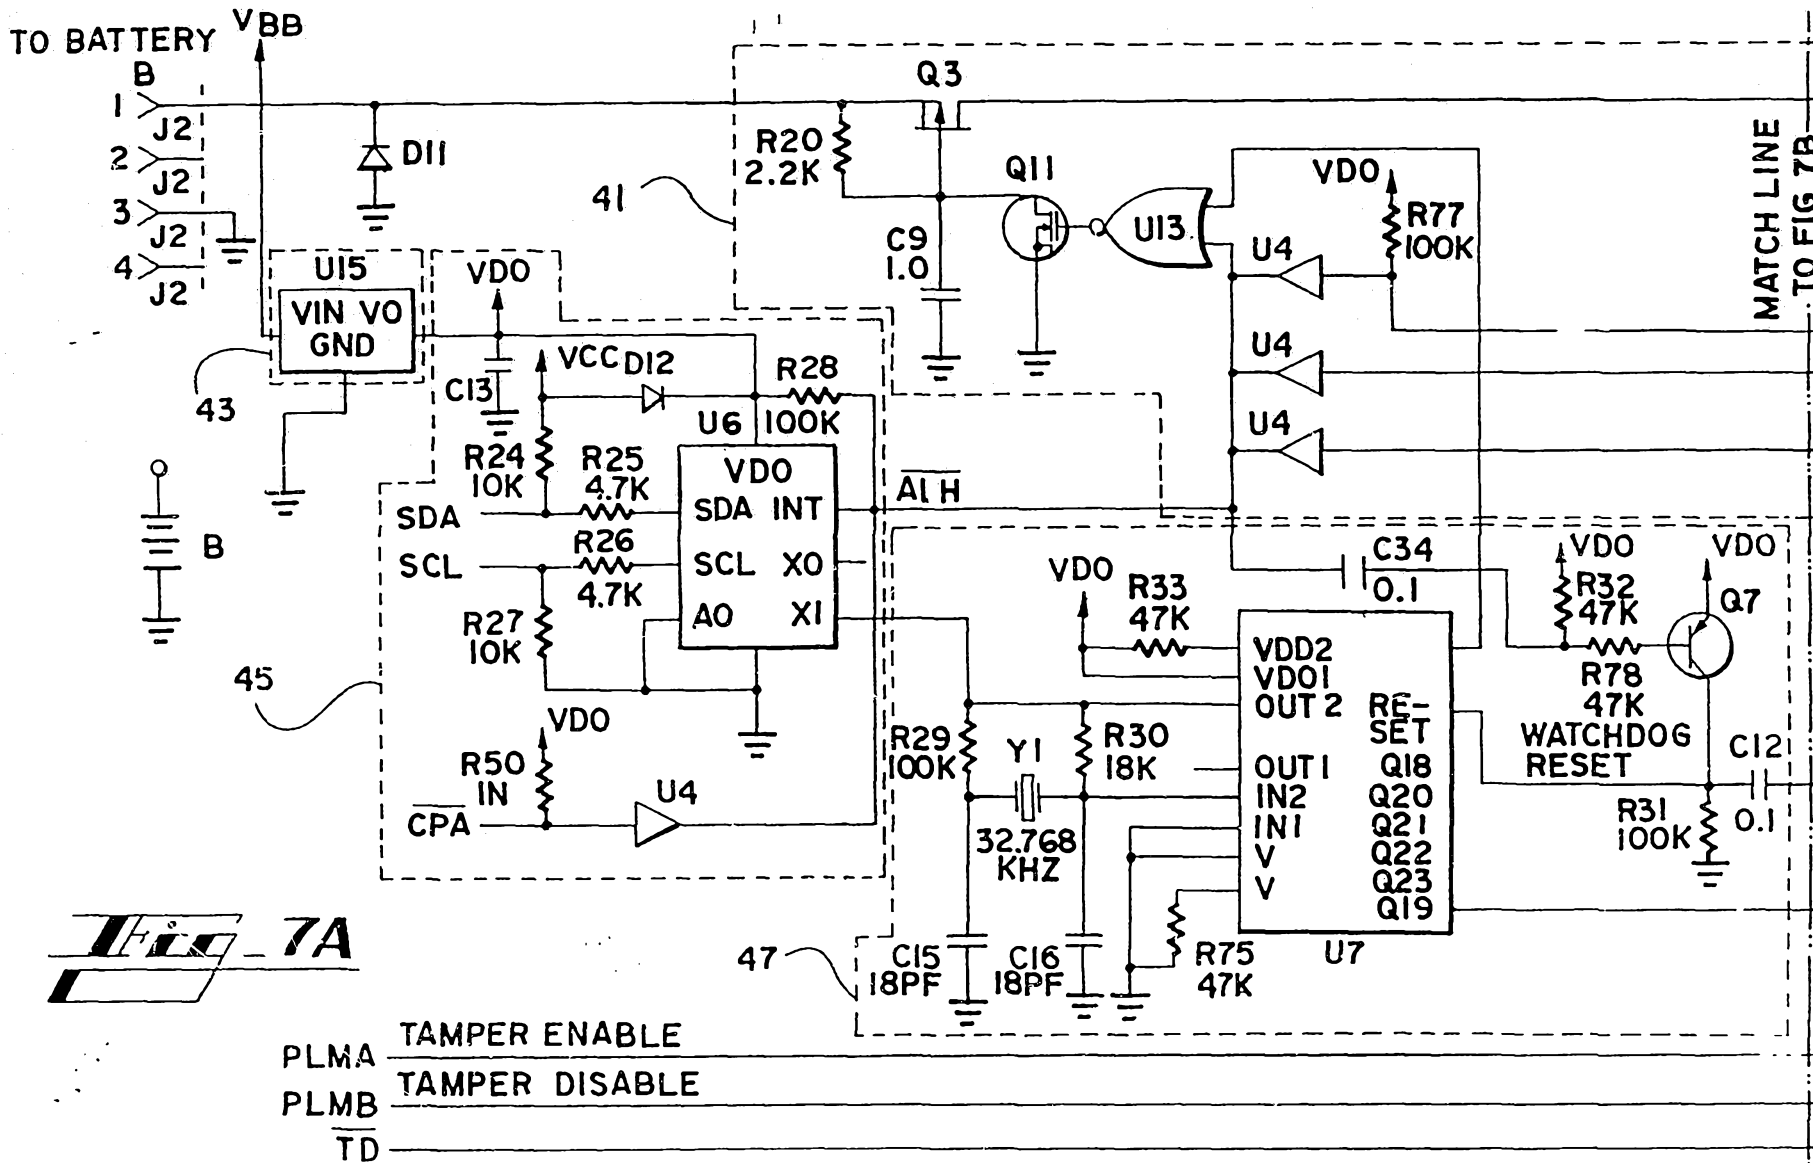 TO BATTERY
VBB
B
1
J2
2
J2
3
J2
4
J2
D11
Q3
R20
2.2K
41
C9
1.0
Q11
U13
VDO
R77
100K
U4
U4
U4
MATCH LINE
TO FIG 7B
U15
VIN VO
GND
43
VDO
C13
VCC
D12
R28
100K
U6
R24
10K
R25
4.7K
SDA
SCL
R26
4.7K
R27
10K
VDO
SDA INT
SCL XO
AO XI
B
45
VDO
R50
IN
CPA
U4
C34
0.1
VDO
R32
47K
VDO
Q7
R78
47K
VDO
R33
47K
VDD2
VDO1
OUT2
OUT1
IN2
IN1
V
V
RE-
SET
Q18
Q20
Q21
Q22
Q23
Q19
U7
WATCHDOG
RESET
C12
0.1
R31
100K
R29
100K
Y1
32.768
KHZ
R30
18K
C15
18PF
C16
18PF
R75
47K
47
Fig_ 7A
PLMA
TAMPER ENABLE
PLMB
TAMPER DISABLE
TD